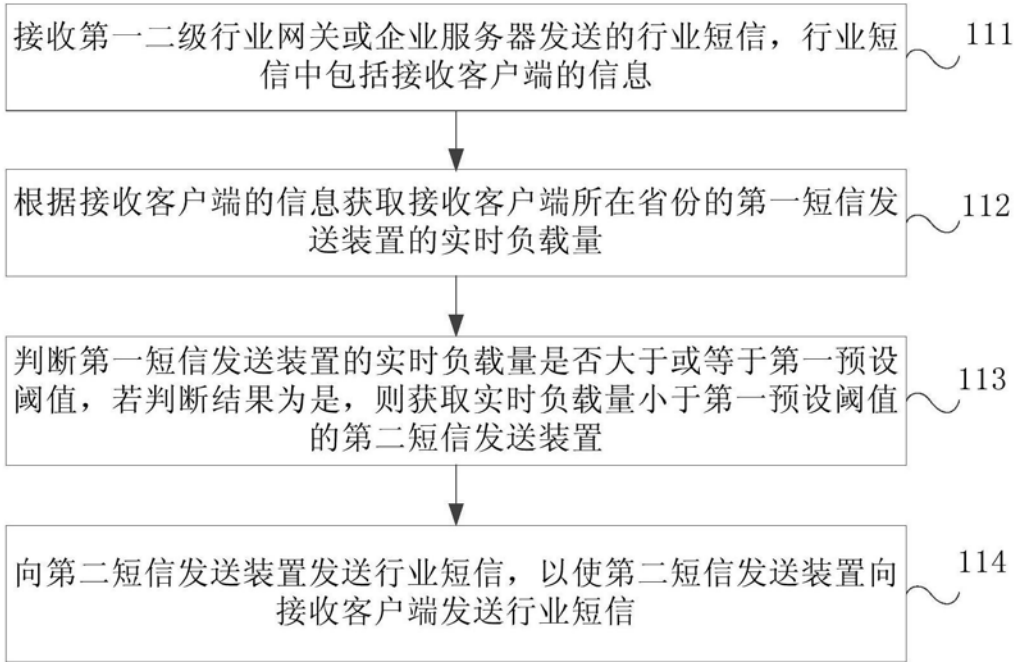 接收第一二级行业网关或企业服务器发送的行业短信，行业短
信中包括接收客户端的信息
111
根据接收客户端的信息获取接收客户端所在省份的第一短信发
送装置的实时负载量
112
判断第一短信发送装置的实时负载量是否大于或等于第一预设
阈值，若判断结果为是，则获取实时负载量小于第一预设阈值
的第二短信发送装置
113
向第二短信发送装置发送行业短信，以使第二短信发送装置向
接收客户端发送行业短信
114